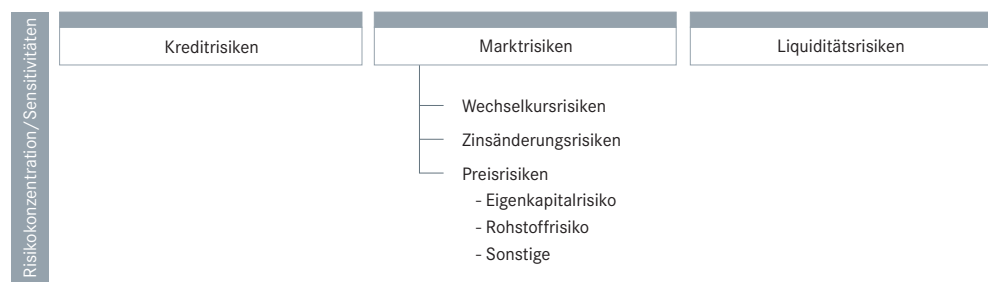 Risikokonzentration/Sensitivitäten
Kreditrisiken
Marktrisiken
Liquiditätsrisiken
Wechselkursrisiken
Zinsänderungsrisiken
Preisrisiken
- Eigenkapitalrisiko
- Rohstoffrisiko
- Sonstige